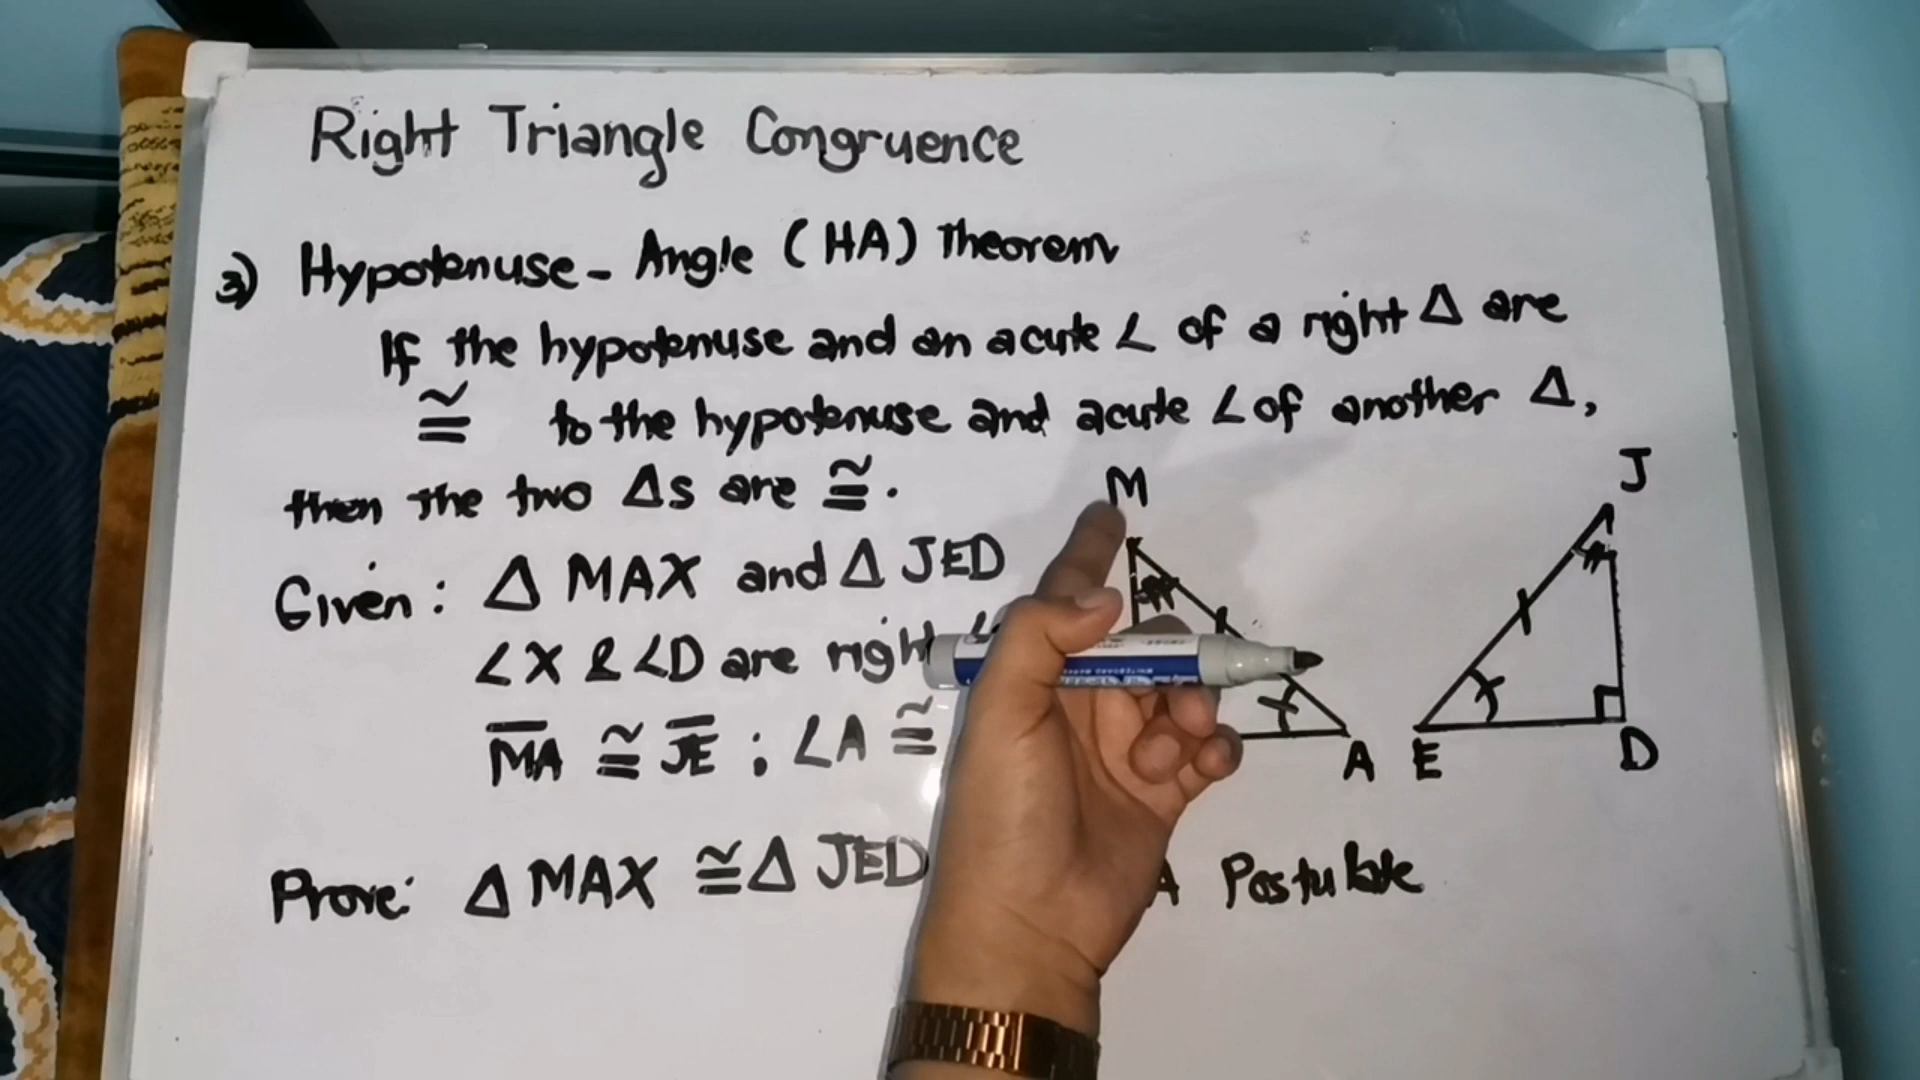 Right Triangle Congruence
3) Hypotenuse - Angle (HA) Theorem
If the hypotenuse and an acute ∠ of a right Δ are
≅ to the hypotenuse and acute ∠ of another Δ,
then the two Δs are ≅.
Given: Δ MAX and Δ JED
∠X & ∠D are
MA ≅ JE ; ∠A ≅
Prove: Δ MAX ≅ Δ JED Postulate
M
A
J
E
D